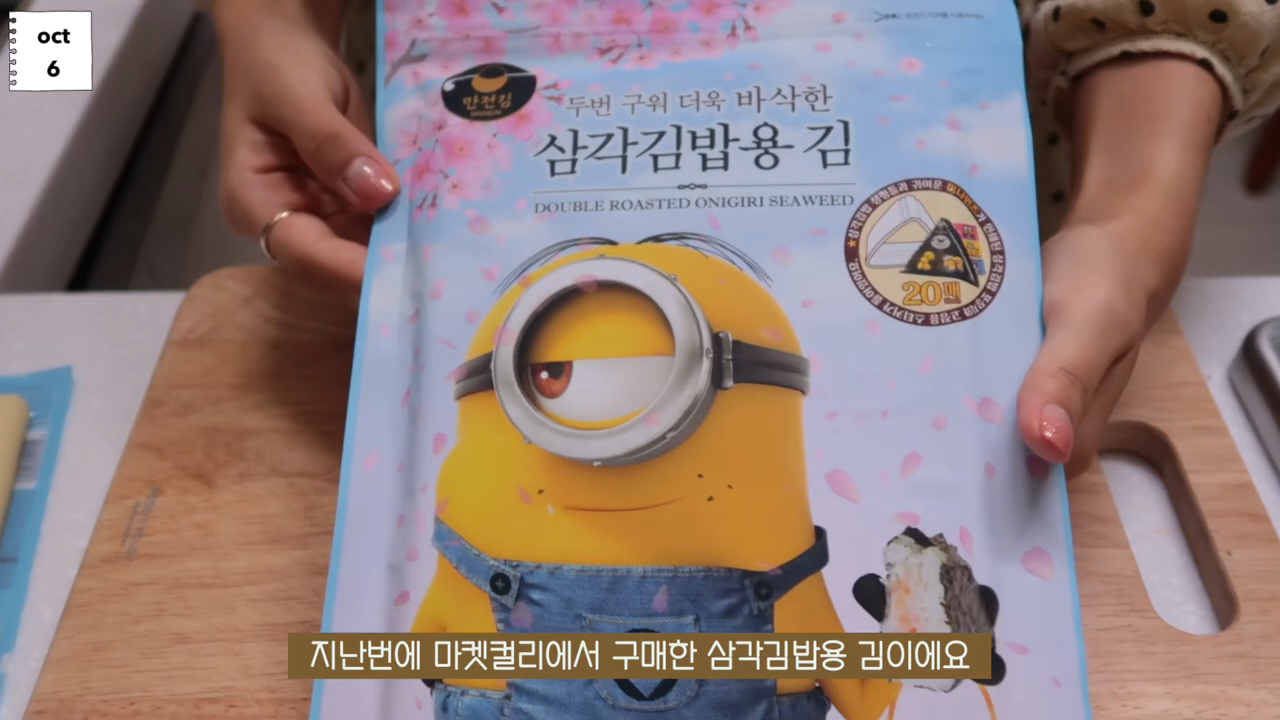 oct
6
만전김
두번 구워 더욱 바삭한
삼각김밥용 김
DOUBLE ROASTED ONIGIRI SEAWEED
20매
지난번에 마켓컬리에서 구매한 삼각김밥용 김이에요